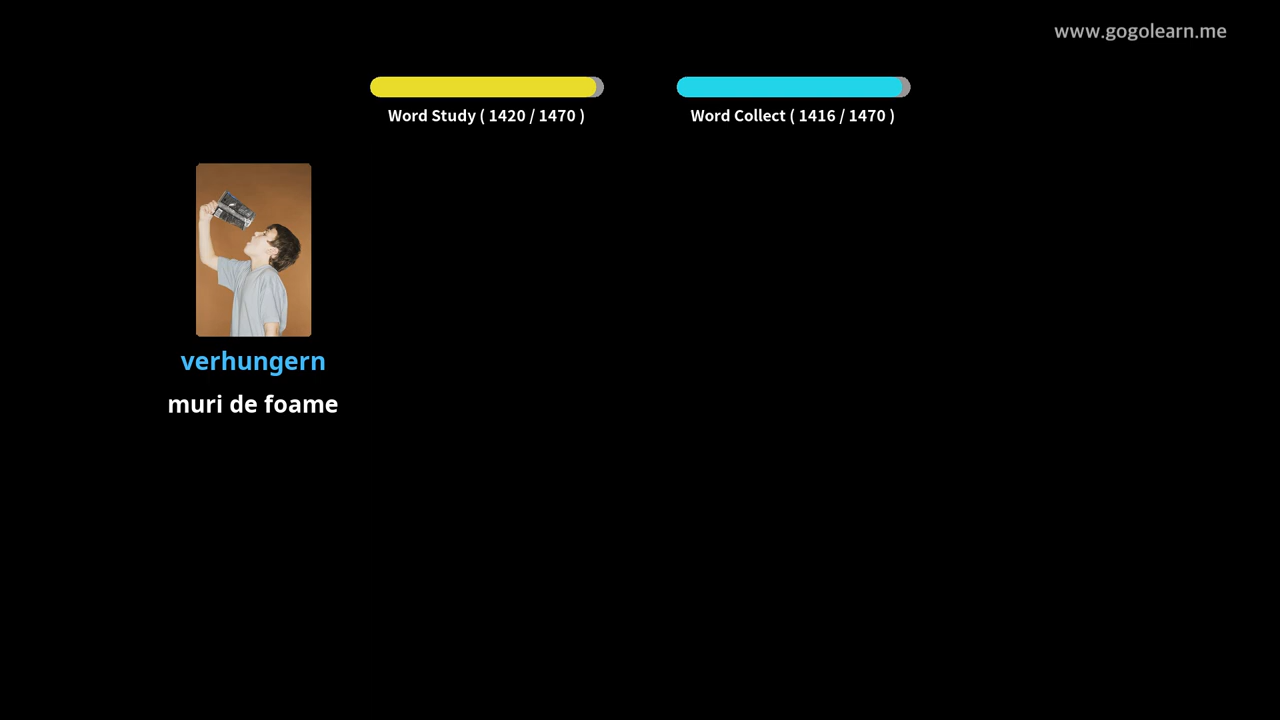 www.gogolearn.me
Word Study ( 1420 / 1470 )
Word Collect ( 1416 / 1470 )
verhungern
muri de foame